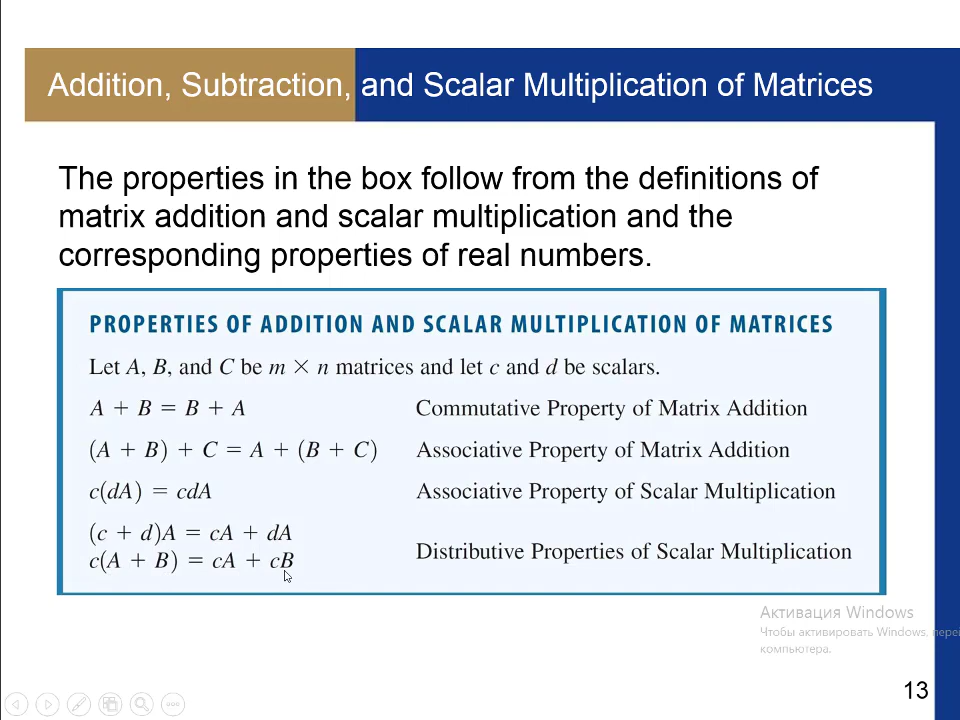 Addition, Subtraction, and Scalar Multiplication of Matrices
The properties in the box follow from the definitions of
matrix addition and scalar multiplication and the
corresponding properties of real numbers.
PROPERTIES OF ADDITION AND SCALAR MULTIPLICATION OF MATRICES
Let A, B, and C be m × n matrices and let c and d be scalars.
A + B = B + A Commutative Property of Matrix Addition
(A + B) + C = A + (B + C) Associative Property of Matrix Addition
c(dA) = cdA Associative Property of Scalar Multiplication
(c + d)A = cA + dA
c(A + B) = cA + cB
Distributive Properties of Scalar Multiplication
Активация Windows
Чтобы активировать Windows, пере
компьютера.
13